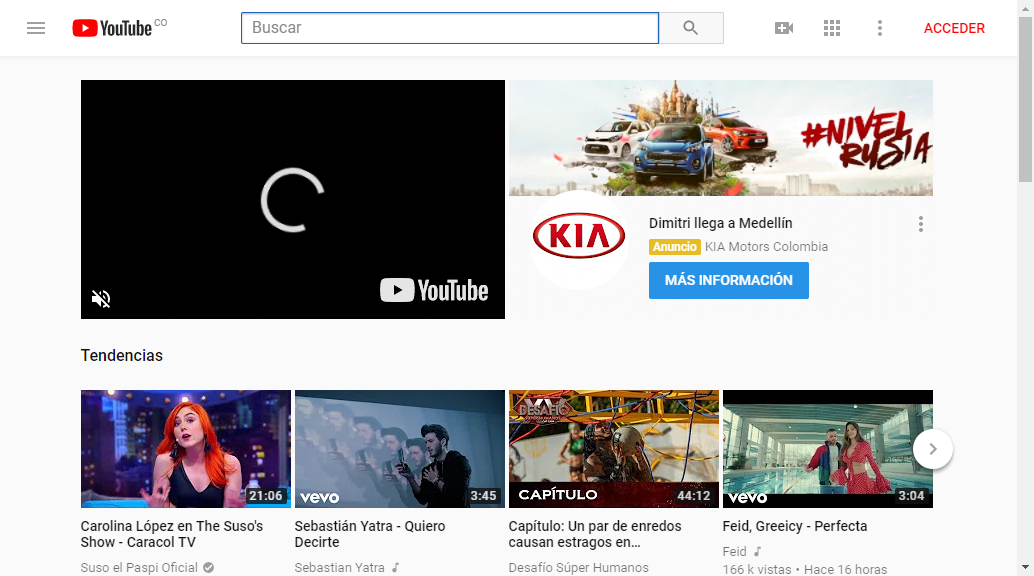 YouTube CO
Buscar
ACCEDER
#NIVEL
RUSIA
YouTube
KIA
Dimitri llega a Medellín
Anuncio KIA Motors Colombia
MÁS INFORMACIÓN
Tendencias
21:06
vevo 3:45
DESAFÍO
CAPÍTULO 44:12
vevo 3:04
Carolina López en The Suso's
Show - Caracol TV
Suso el Paspi Oficial
Sebastián Yatra - Quiero
Decirte
Sebastian Yatra
Capítulo: Un par de enredos
causan estragos en...
Desafío Súper Humanos
Feid, Greeicy - Perfecta
Feid
166 k vistas • Hace 16 horas